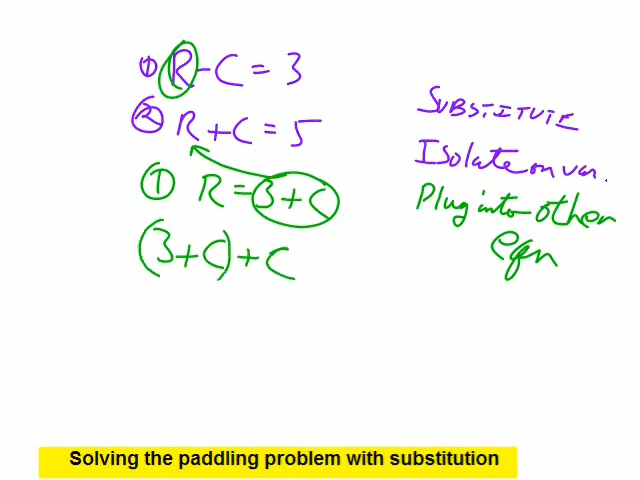 ① R - C = 3
② R + C = 5
① R = 3 + C
(3 + C) + C
SUBSTITUTE
Isolate on var.
Plug into other
eqn
Solving the paddling problem with substitution